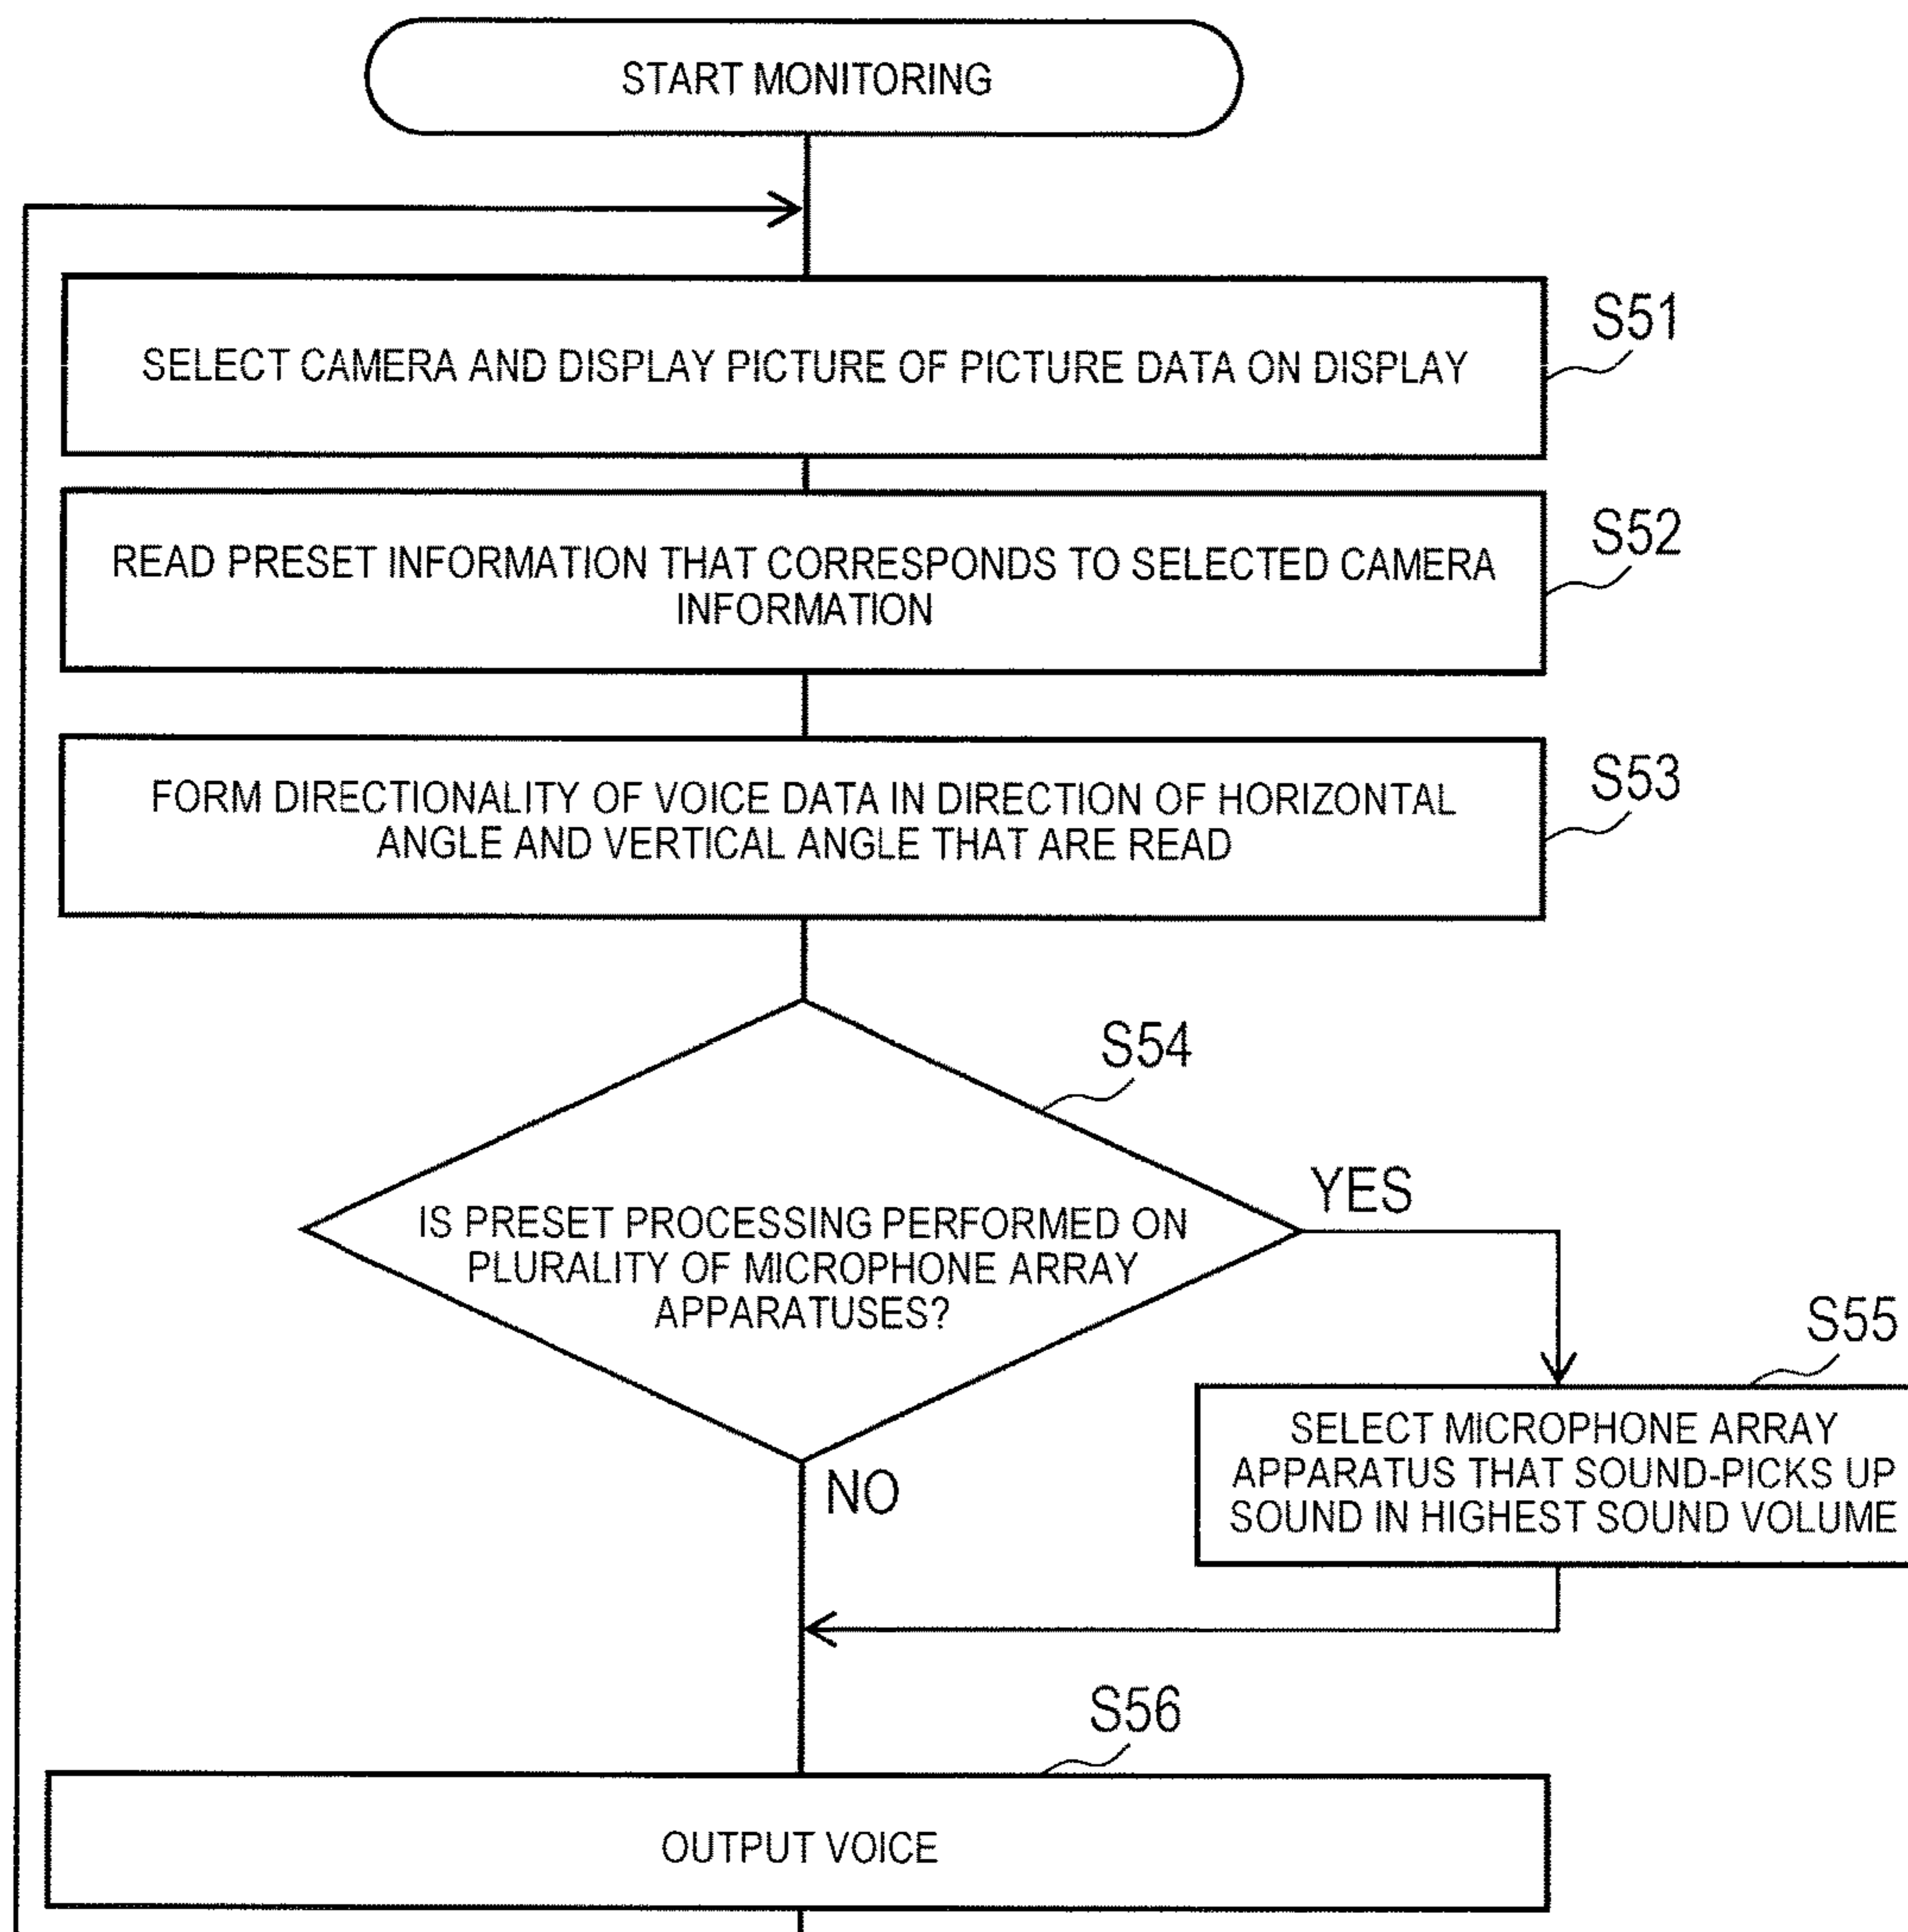 START MONITORING
S51
SELECT CAMERA AND DISPLAY PICTURE OF PICTURE DATA ON DISPLAY
S52
READ PRESET INFORMATION THAT CORRESPONDS TO SELECTED CAMERA
INFORMATION
S53
FORM DIRECTIONALITY OF VOICE DATA IN DIRECTION OF HORIZONTAL
ANGLE AND VERTICAL ANGLE THAT ARE READ
S54
YES
IS PRESET PROCESSING PERFORMED ON
PLURALITY OF MICROPHONE ARRAY
APPARATUSES?
S55
SELECT MICROPHONE ARRAY
APPARATUS THAT SOUND-PICKS UP
SOUND IN HIGHEST SOUND VOLUME
NO
S56
OUTPUT VOICE